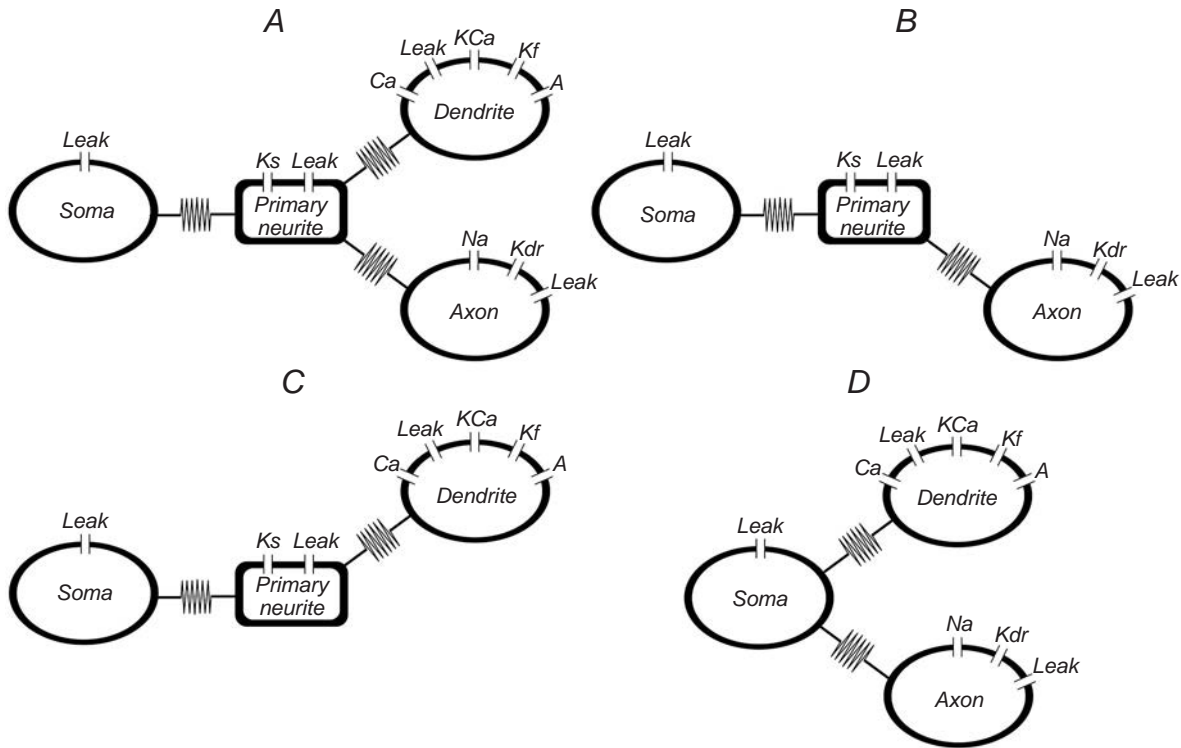 A
Leak
Soma
Ks Leak
Primary
neurite
Ca Leak KCa Kf A
Dendrite
Na Kdr Leak
Axon
B
Leak
Soma
Ks Leak
Primary
neurite
Na Kdr Leak
Axon
C
Leak
Soma
Ks Leak
Primary
neurite
Ca Leak KCa Kf A
Dendrite
D
Leak
Soma
Ca Leak KCa Kf A
Dendrite
Na Kdr Leak
Axon